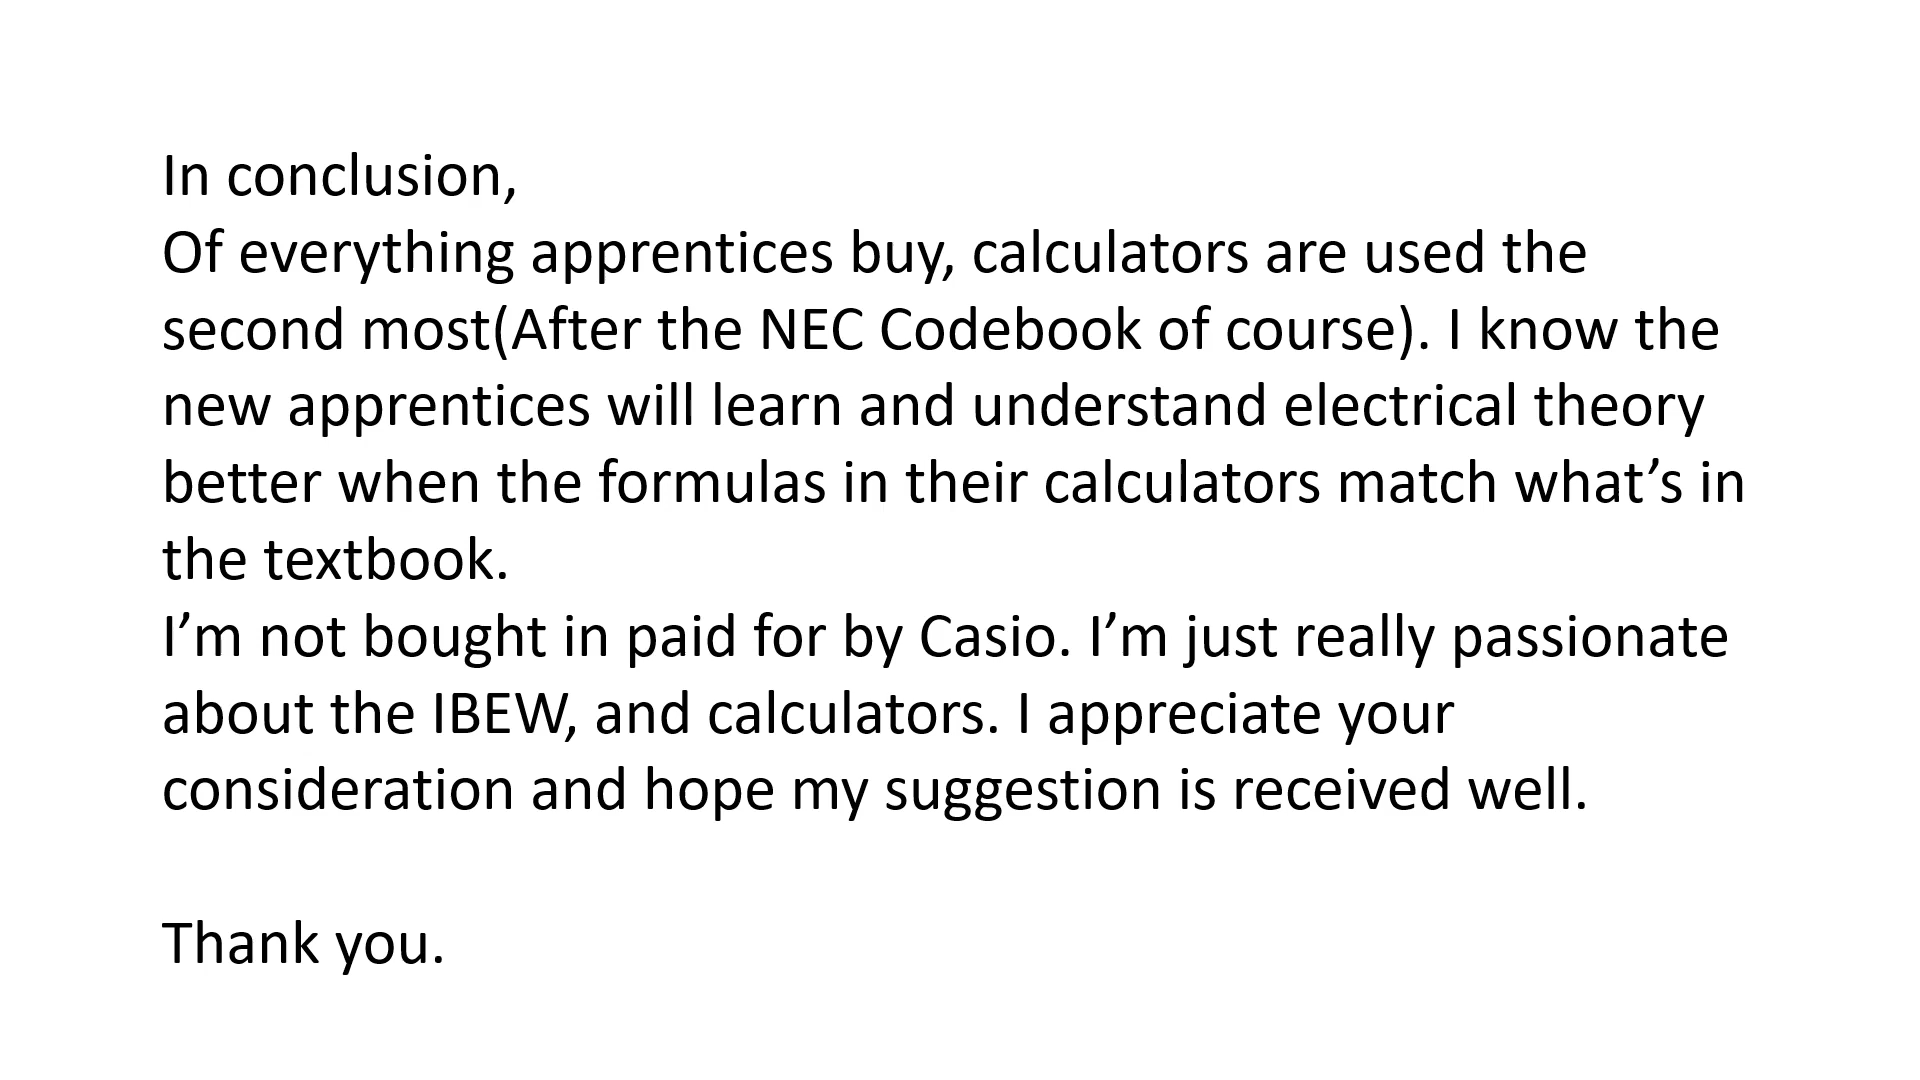 In conclusion,
Of everything apprentices buy, calculators are used the
second most(After the NEC Codebook of course). I know the
new apprentices will learn and understand electrical theory
better when the formulas in their calculators match what’s in
the textbook.
I’m not bought in paid for by Casio. I’m just really passionate
about the IBEW, and calculators. I appreciate your
consideration and hope my suggestion is received well.
Thank you.